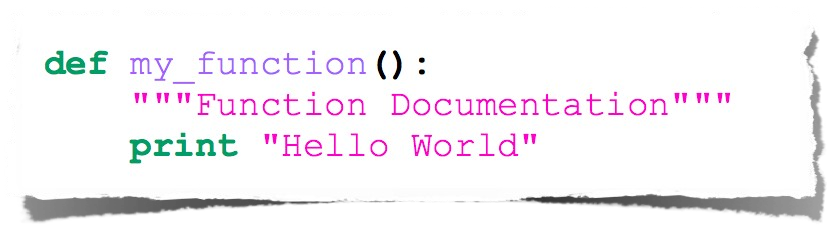 def my_function():
    """Function Documentation"""
    print "Hello World"